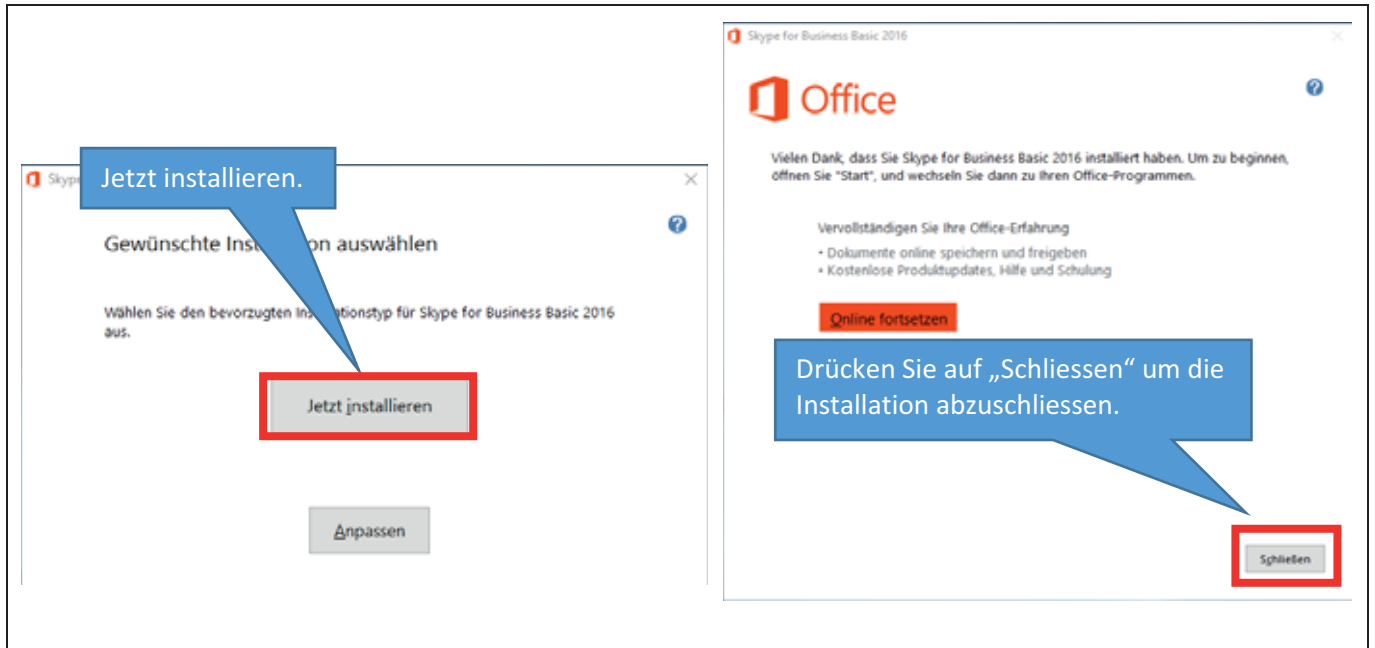 Skype
Jetzt installieren.
Gewünschte Inst on auswählen
Wählen Sie den bevorzugten Ins ationstyp für Skype for Business Basic 2016
aus.
Jetzt installieren
Anpassen
Skype for Business Basic 2016
Office
Vielen Dank, dass Sie Skype for Business Basic 2016 installiert haben. Um zu beginnen,
öffnen Sie "Start", und wechseln Sie dann zu Ihren Office-Programmen.
Vervollständigen Sie Ihre Office-Erfahrung
• Dokumente online speichern und freigeben
• Kostenlose Produktupdates, Hilfe und Schulung
Online fortsetzen
Drücken Sie auf „Schliessen“ um die
Installation abzuschliessen.
Schließen